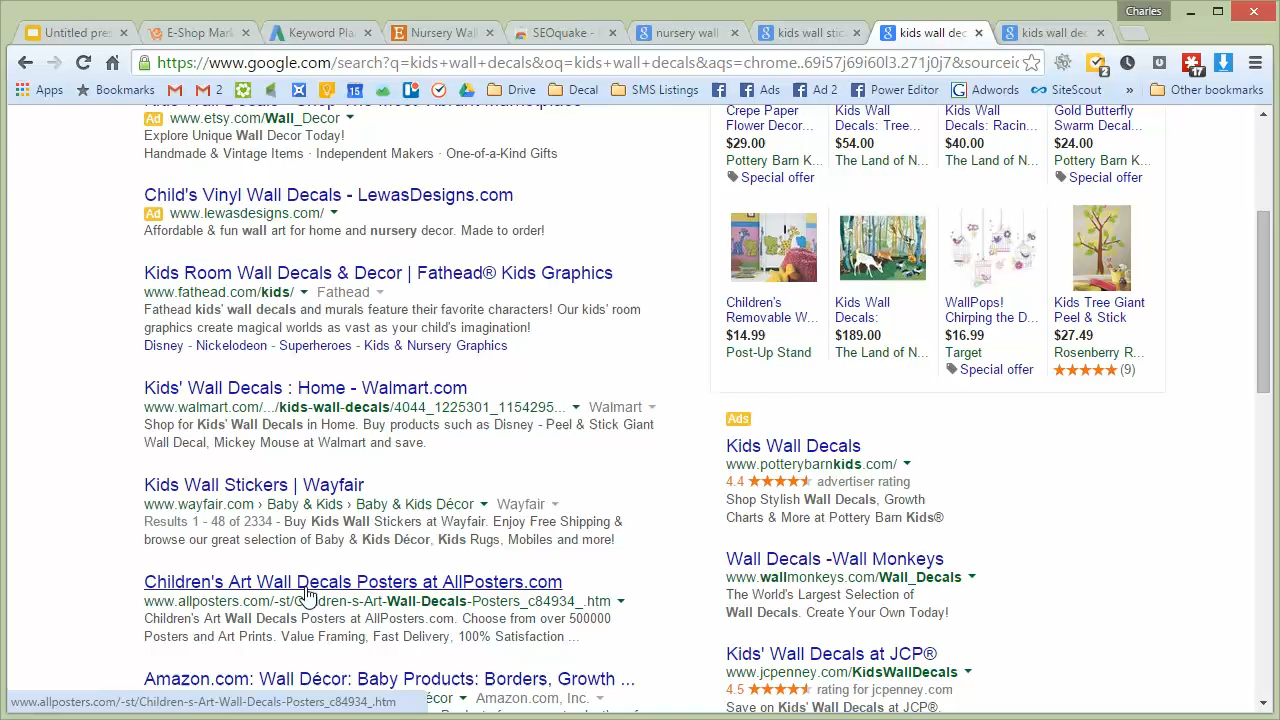 Charles
Untitled pres
E-Shop Mark
Keyword Pla
Nursery Wal
SEOquake -
nursery wall
kids wall stic
kids wall dec
kids wall dec
https://www.google.com/search?q=kids+wall+decals&oq=kids+wall+decals&aqs=chrome..69i57j69i60l3.271j0j7&sourceid
2
17
Apps
Bookmarks
2
15
Drive
Decal
SMS Listings
Ads
Ad 2
Power Editor
Adwords
SiteScout
»
Other bookmarks
Ad www.etsy.com/Wall_Decor
Explore Unique Wall Decor Today!
Handmade & Vintage Items · Independent Makers · One-of-a-Kind Gifts
Child's Vinyl Wall Decals - LewasDesigns.com
Ad www.lewasdesigns.com/
Affordable & fun wall art for home and nursery decor. Made to order!
Kids Room Wall Decals & Decor | Fathead® Kids Graphics
www.fathead.com/kids/ Fathead
Fathead kids' wall decals and murals feature their favorite characters! Our kids' room
graphics create magical worlds as vast as your child's imagination!
Disney - Nickelodeon - Superheroes - Kids & Nursery Graphics
Kids' Wall Decals : Home - Walmart.com
www.walmart.com/.../kids-wall-decals/4044_1225301_1154295... Walmart
Shop for Kids' Wall Decals in Home. Buy products such as Disney - Peel & Stick Giant
Wall Decal, Mickey Mouse at Walmart and save.
Kids Wall Stickers | Wayfair
www.wayfair.com › Baby & Kids › Baby & Kids Décor Wayfair
Results 1 - 48 of 2334 - Buy Kids Wall Stickers at Wayfair. Enjoy Free Shipping &
browse our great selection of Baby & Kids Décor, Kids Rugs, Mobiles and more!
Children's Art Wall Decals Posters at AllPosters.com
www.allposters.com/-st/Children-s-Art-Wall-Decals-Posters_c84934_.htm
Children's Art Wall Decals Posters at AllPosters.com. Choose from over 500000
Posters and Art Prints. Value Framing, Fast Delivery, 100% Satisfaction ...
Amazon.com: Wall Décor: Baby Products: Borders, Growth ...
écor Amazon.com, Inc.
www.allposters.com/-st/Children-s-Art-Wall-Decals-Posters_c84934_.htm
Crepe Paper
Flower Decor...
$29.00
Pottery Barn K...
Special offer
Kids Wall
Decals: Tree...
$54.00
The Land of N...
Kids Wall
Decals: Racin...
$40.00
The Land of N...
Gold Butterfly
Swarm Decal...
$24.00
Pottery Barn K...
Special offer
Children's
Removable W...
$14.99
Post-Up Stand
Kids Wall
Decals:
$189.00
The Land of N...
WallPops!
Chirping the D...
$16.99
Target
Special offer
Kids Tree Giant
Peel & Stick
$27.49
Rosenberry R...
(9)
Ads
Kids Wall Decals
www.potterybarnkids.com/
4.4 advertiser rating
Shop Stylish Wall Decals, Growth
Charts & More at Pottery Barn Kids®
Wall Decals -Wall Monkeys
www.wallmonkeys.com/Wall_Decals
The World's Largest Selection of
Wall Decals. Create Your Own Today!
Kids' Wall Decals at JCP®
www.jcpenney.com/KidsWallDecals
4.5 rating for jcpenney.com
Save on Kids' Wall Decals